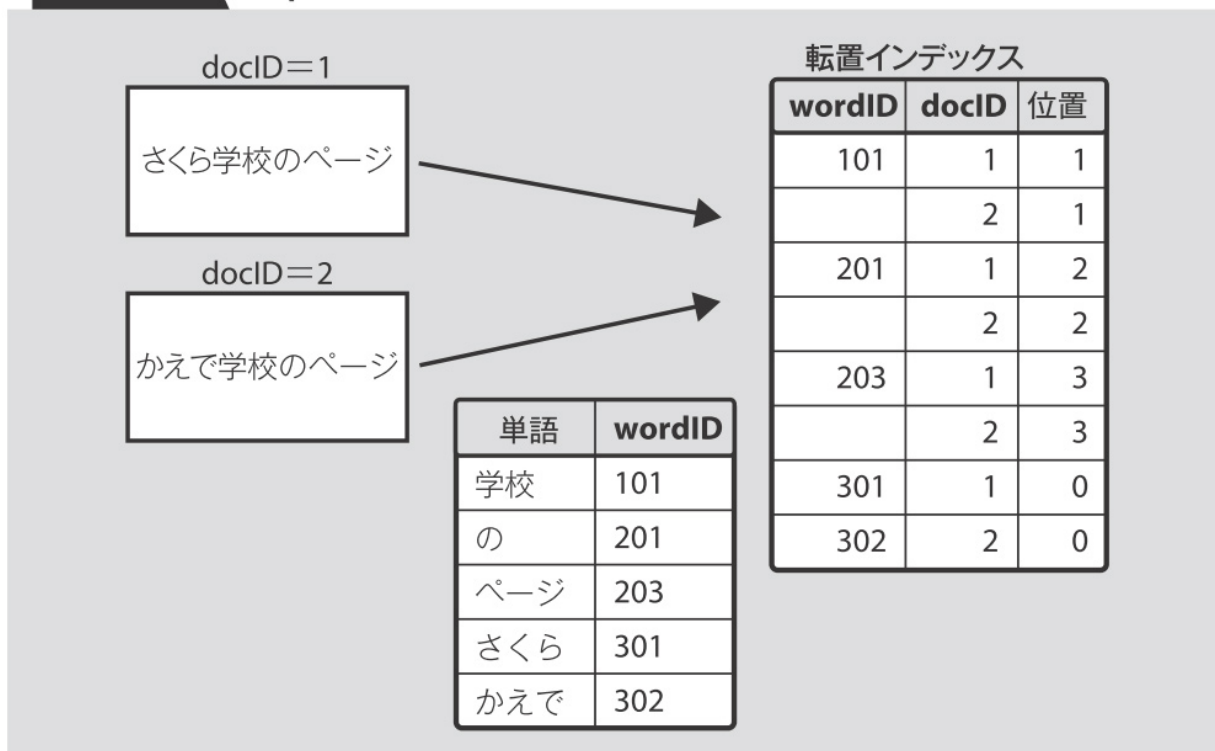 docID=1
さくら学校のページ
docID=2
かえで学校のページ
単語 wordID
学校 101
の 201
ページ 203
さくら 301
かえで 302
転置インデックス
wordID docID 位置
101 1 1
2 1
201 1 2
2 2
203 1 3
2 3
301 1 0
302 2 0